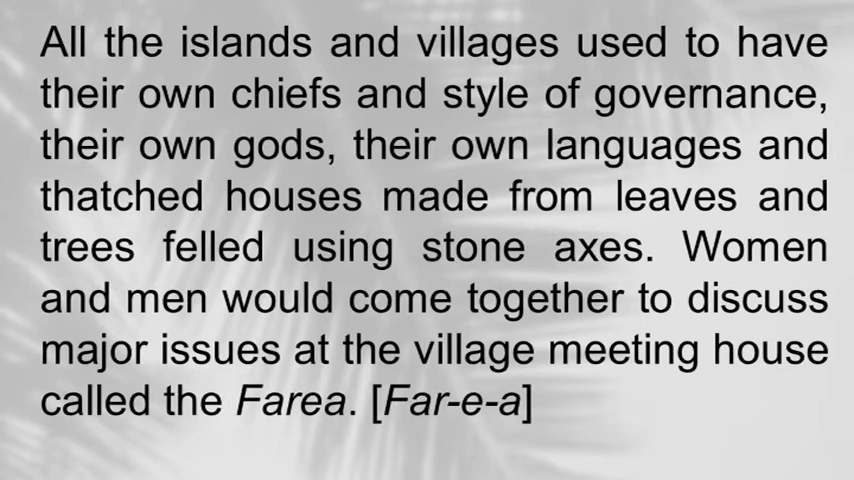 All the islands and villages used to have
their own chiefs and style of governance,
their own gods, their own languages and
thatched houses made from leaves and
trees felled using stone axes. Women
and men would come together to discuss
major issues at the village meeting house
called the Farea. [Far-e-a]